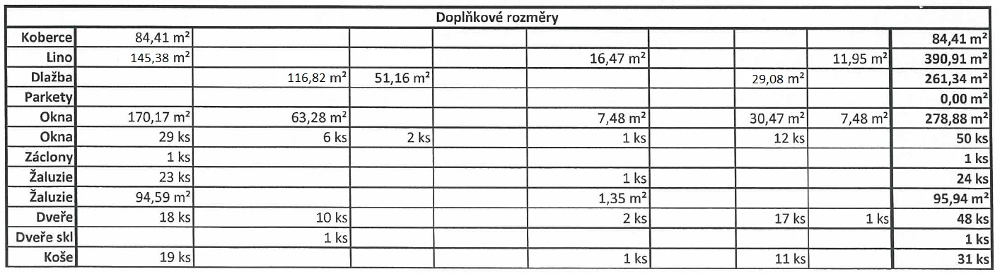 Doplňkové rozměry
Koberce 84,41 m² 84,41 m²
Lino 145,38 m² 16,47 m² 11,95 m² 390,91 m²
Dlažba 116,82 m² 51,16 m² 29,08 m² 261,34 m²
Parkety 0,00 m²
Okna 170,17 m² 63,28 m² 7,48 m² 30,47 m² 7,48 m² 278,88 m²
Okna 29 ks 6 ks 2 ks 1 ks 12 ks 50 ks
Záclony 1 ks 1 ks
Žaluzie 23 ks 1 ks 24 ks
Žaluzie 94,59 m² 1,35 m² 95,94 m²
Dveře 18 ks 10 ks 2 ks 17 ks 1 ks 48 ks
Dveře skl 1 ks 1 ks
Koše 19 ks 1 ks 11 ks 31 ks